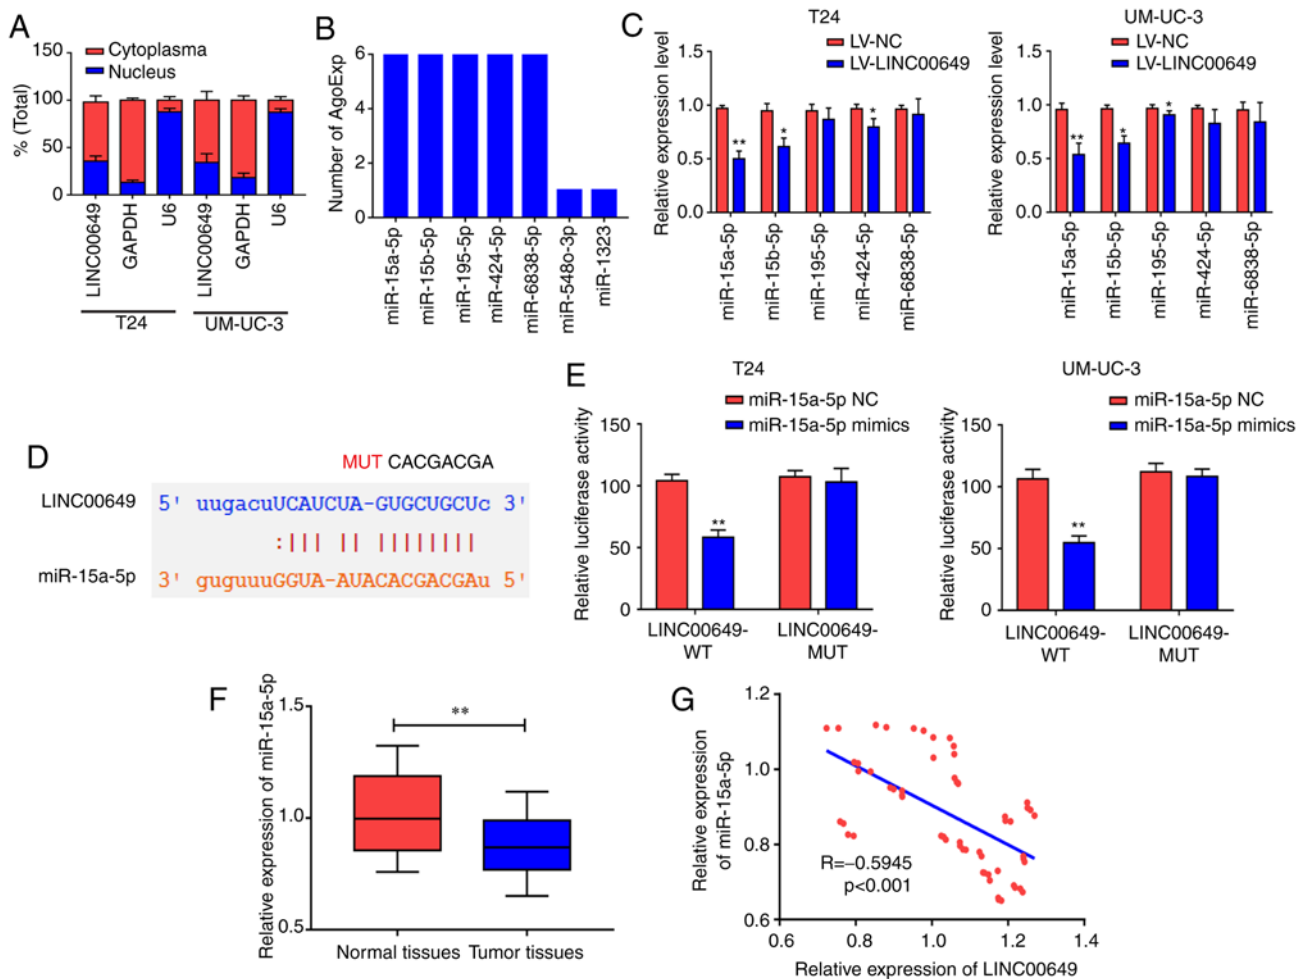 A
150
100
50
0
% (Total)
Cytoplasma
Nucleus
LINC00649
GAPDH
U6
LINC00649
GAPDH
U6
T24
UM-UC-3
B
6
4
2
0
Number of AgoExp
miR-15a-5p
miR-15b-5p
miR-195-5p
miR-424-5p
miR-6838-5p
miR-548o-3p
miR-1323
C
T24
LV-NC
LV-LINC00649
Relative expression level
1.5
1.0
0.5
0.0
**
*
*
miR-15a-5p
miR-15b-5p
miR-195-5p
miR-424-5p
miR-6838-5p
UM-UC-3
LV-NC
LV-LINC00649
Relative expression level
1.5
1.0
0.5
0.0
**
*
*
miR-15a-5p
miR-15b-5p
miR-195-5p
miR-424-5p
miR-6838-5p
D
MUT CACGACGA
LINC00649 5' uugacuUCAUCUA-GUGCUGCUc 3'
:||| || ||||||||
miR-15a-5p 3' guguuuGGUA-AUACACGACGAu 5'
E
T24
miR-15a-5p NC
miR-15a-5p mimics
Relative luciferase activity
150
100
50
0
**
LINC00649-
WT
LINC00649-
MUT
UM-UC-3
miR-15a-5p NC
miR-15a-5p mimics
Relative luciferase activity
150
100
50
0
**
LINC00649-
WT
LINC00649-
MUT
F
Relative expression of miR-15a-5p
1.5
1.0
0.5
**
Normal tissues
Tumor tissues
G
Relative expression
of miR-15a-5p
1.2
1.0
0.8
0.6
R=−0.5945
p<0.001
0.6
0.8
1.0
1.2
1.4
Relative expression of LINC00649